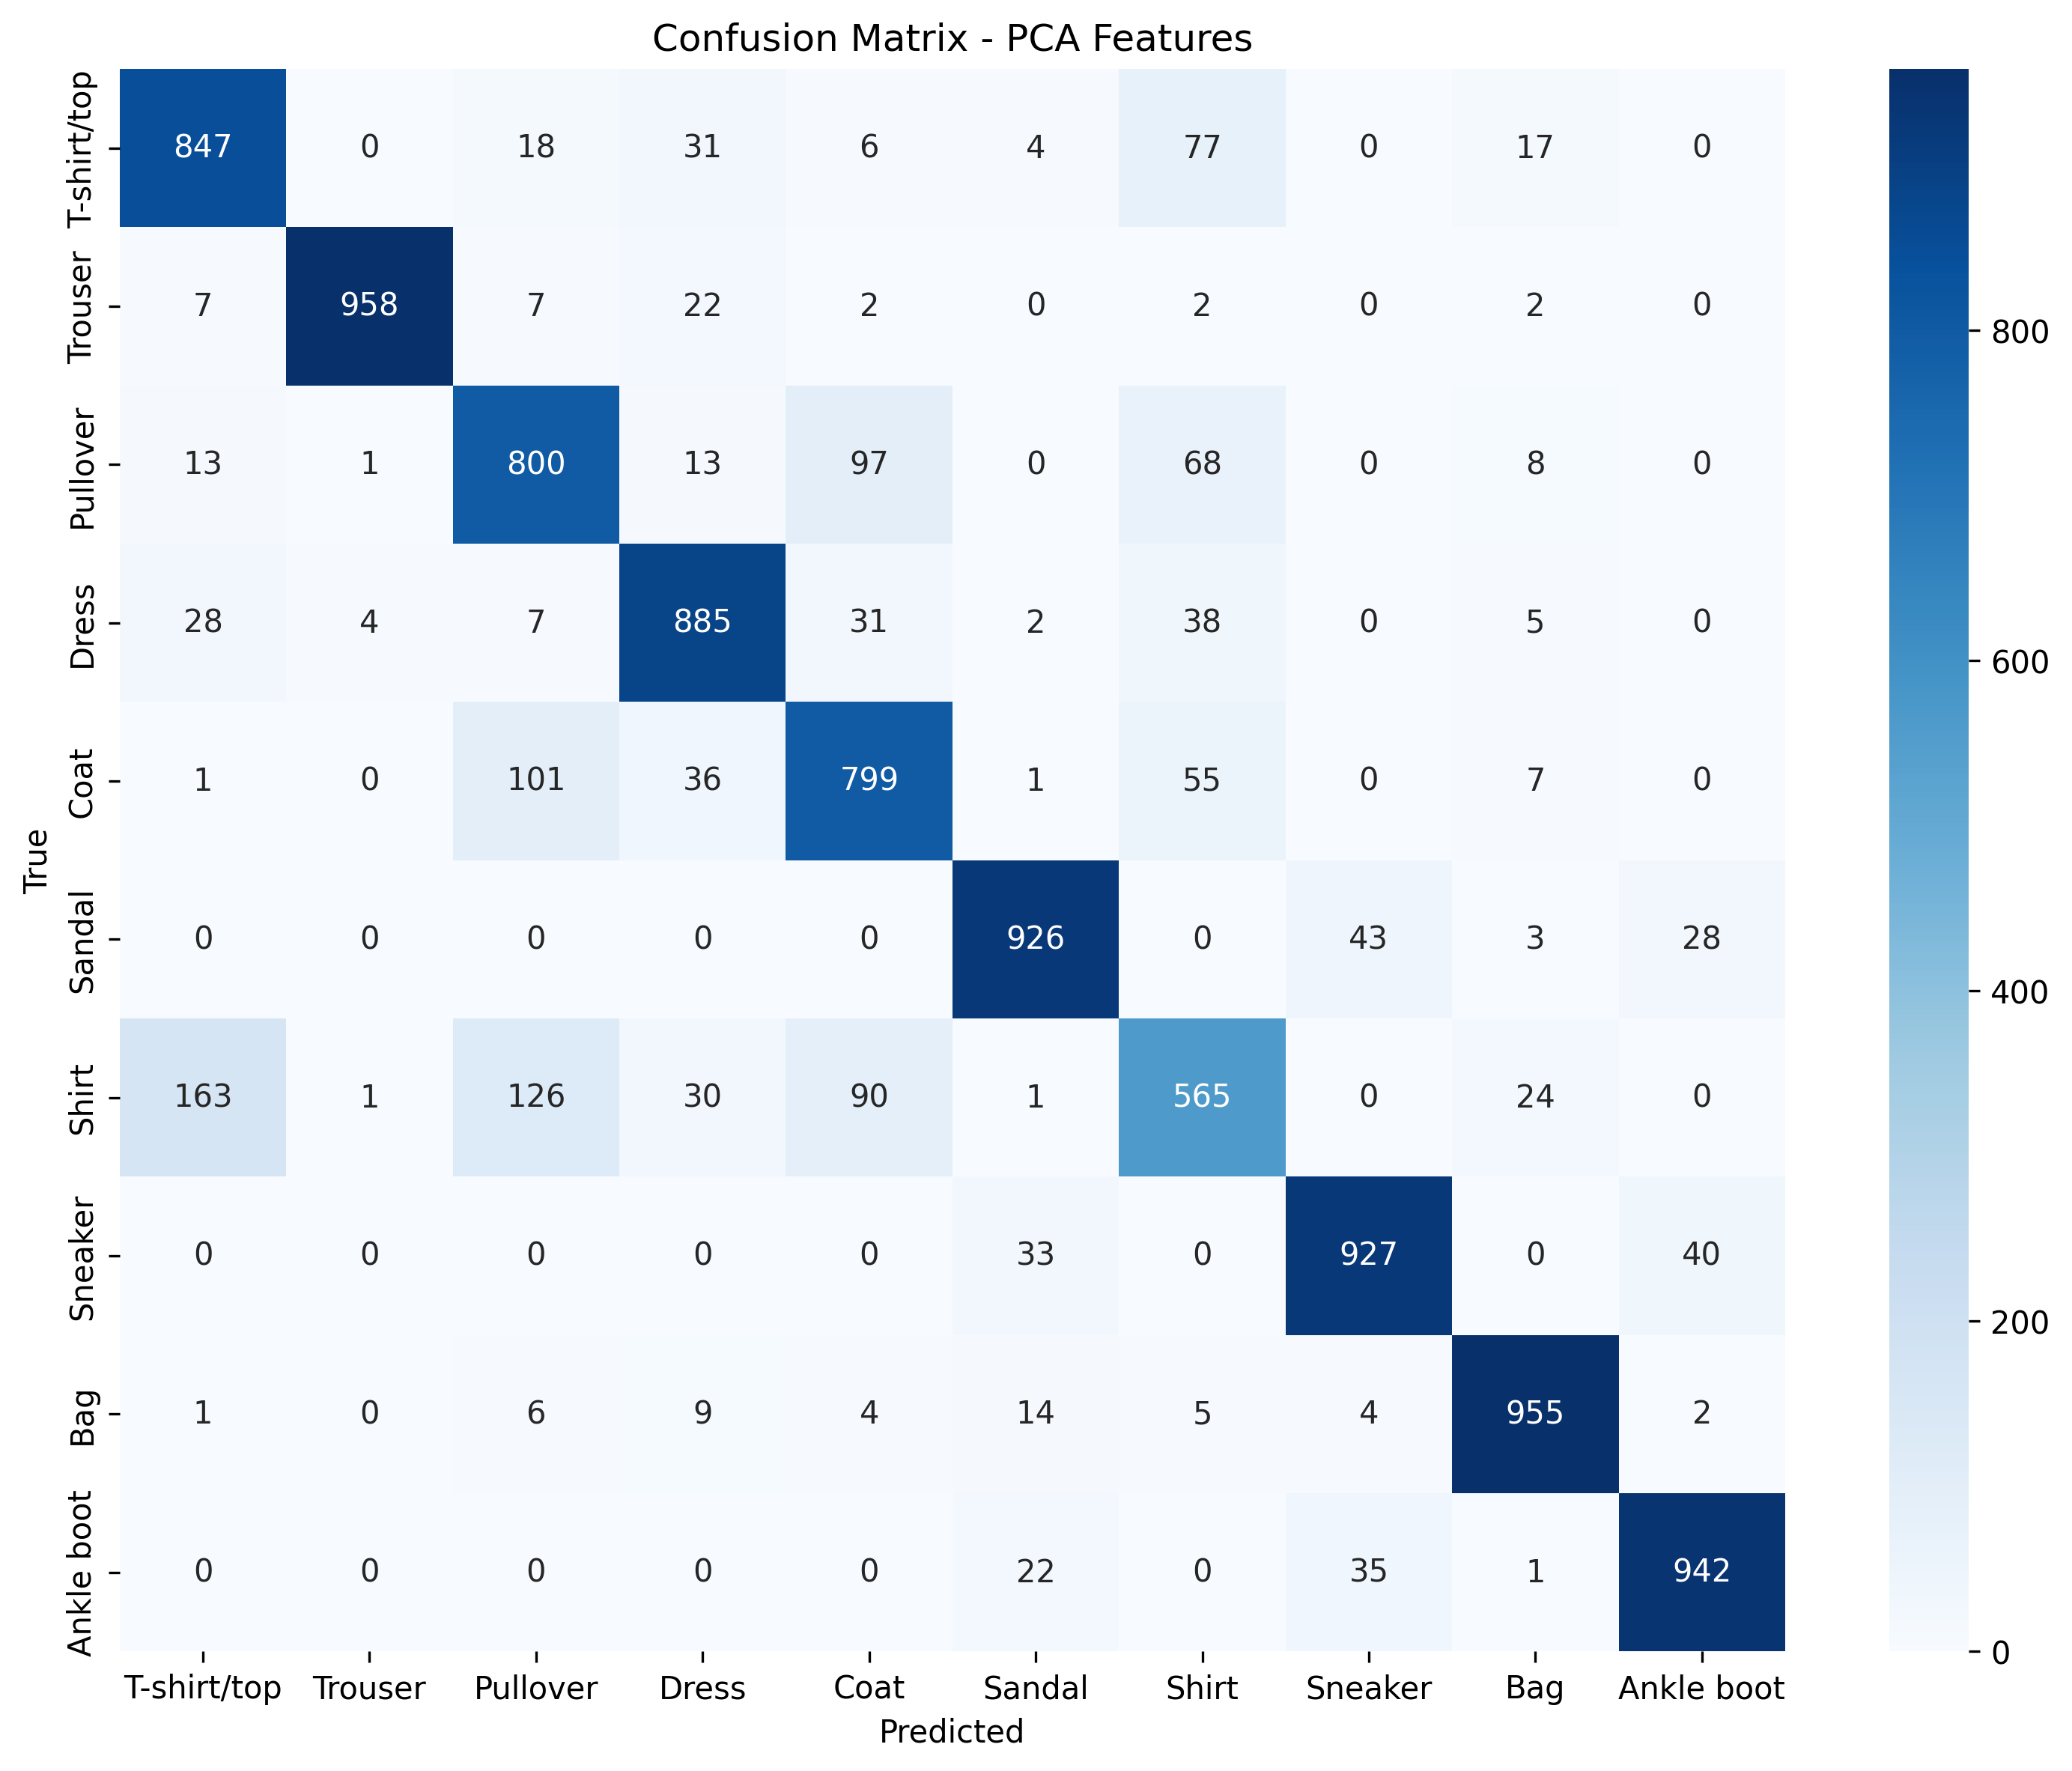 Confusion Matrix - PCA Features
T-shirt/top 847 0 18 31 6 4 77 0 17 0
Trouser 7 958 7 22 2 0 2 0 2 0
Pullover 13 1 800 13 97 0 68 0 8 0
Dress 28 4 7 885 31 2 38 0 5 0
Coat 1 0 101 36 799 1 55 0 7 0
Sandal 0 0 0 0 0 926 0 43 3 28
Shirt 163 1 126 30 90 1 565 0 24 0
Sneaker 0 0 0 0 0 33 0 927 0 40
Bag 1 0 6 9 4 14 5 4 955 2
Ankle boot 0 0 0 0 0 22 0 35 1 942
T-shirt/top Trouser Pullover Dress Coat Sandal Shirt Sneaker Bag Ankle boot
Predicted
True
800
600
400
200
0